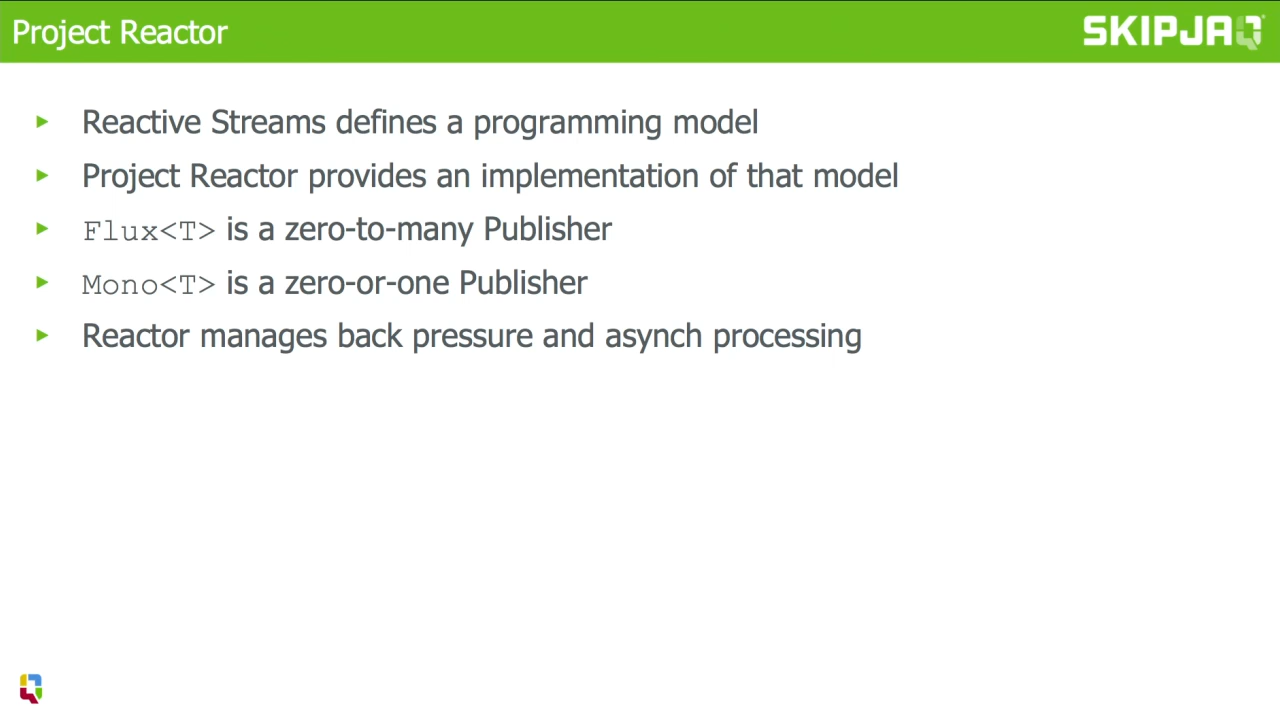 Project Reactor
SKIPJAQ
Reactive Streams defines a programming model
Project Reactor provides an implementation of that model
Flux<T> is a zero-to-many Publisher
Mono<T> is a zero-or-one Publisher
Reactor manages back pressure and asynch processing